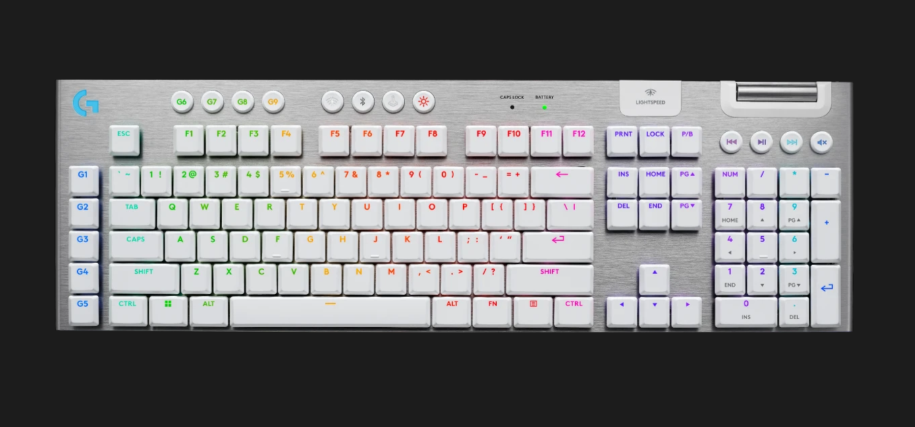 G
G6 G7 G8 G9 CAPS LOCK BATTERY LIGHTSPEED
ESC F1 F2 F3 F4 F5 F6 F7 F8 F9 F10 F11 F12 PRNT LOCK P/B
G1 ` ~ 1 ! 2 @ 3 # 4 $ 5 % 6 ^ 7 & 8 * 9 ( 0 ) - _ = + ← INS HOME PG▲ NUM / * -
G2 TAB Q W E R T Y U I O P [ { ] } \ | DEL END PG▼ 7 HOME 8 ▲ 9 PG▲ +
G3 CAPS A S D F G H J K L ; : ' " 4 ◄ 5 6 ►
G4 SHIFT Z X C V B N M , < . > / ? SHIFT ▲ 1 END 2 ▼ 3 PG▼
G5 CTRL ALT ALT FN CTRL ◄ ▼ ► 0 INS . DEL